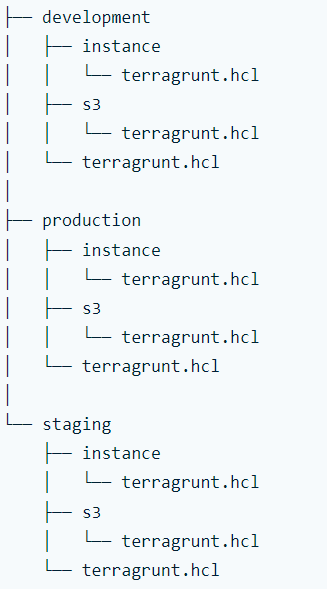 ├── development
│   ├── instance
│   │   └── terragrunt.hcl
│   ├── s3
│   │   └── terragrunt.hcl
│   └── terragrunt.hcl
│
├── production
│   ├── instance
│   │   └── terragrunt.hcl
│   ├── s3
│   │   └── terragrunt.hcl
│   └── terragrunt.hcl
│
└── staging
    ├── instance
    │   └── terragrunt.hcl
    ├── s3
    │   └── terragrunt.hcl
    └── terragrunt.hcl